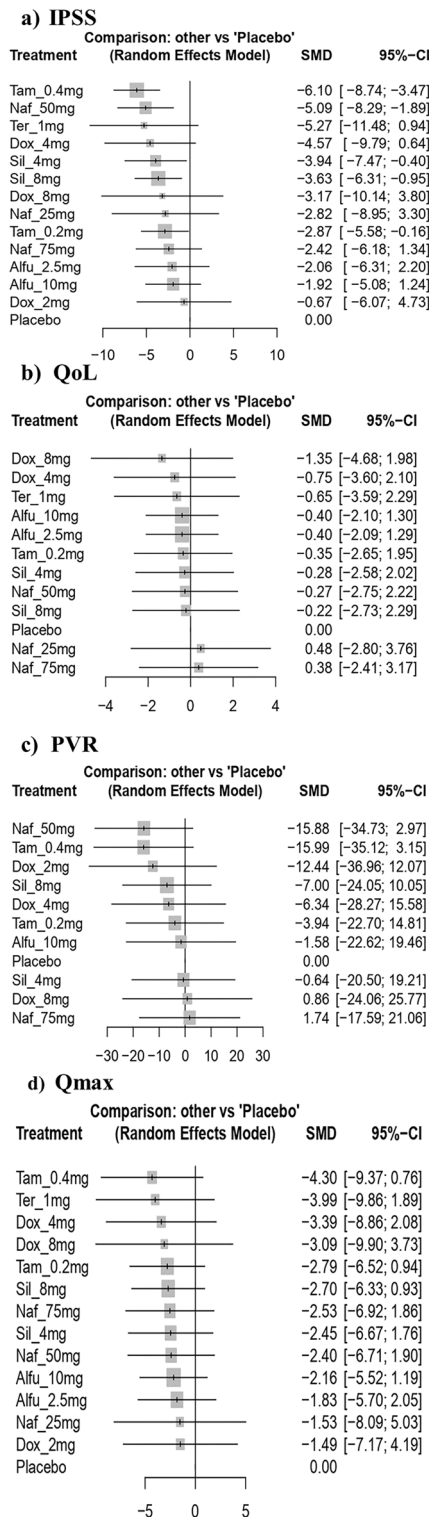 a) IPSS
Comparison: other vs 'Placebo'
Treatment (Random Effects Model) SMD 95%−CI
Tam_0.4mg −6.10 [ −8.74; −3.47]
Naf_50mg −5.09 [ −8.29; −1.89]
Ter_1mg −5.27 [−11.48; 0.94]
Dox_4mg −4.57 [ −9.79; 0.64]
Sil_4mg −3.94 [ −7.47; −0.40]
Sil_8mg −3.63 [ −6.31; −0.95]
Dox_8mg −3.17 [−10.14; 3.80]
Naf_25mg −2.82 [ −8.95; 3.30]
Tam_0.2mg −2.87 [ −5.58; −0.16]
Naf_75mg −2.42 [ −6.18; 1.34]
Alfu_2.5mg −2.06 [ −6.31; 2.20]
Alfu_10mg −1.92 [ −5.08; 1.24]
Dox_2mg −0.67 [ −6.07; 4.73]
Placebo 0.00
−10 −5 0 5 10
b) QoL
Comparison: other vs 'Placebo'
Treatment (Random Effects Model) SMD 95%−CI
Dox_8mg −1.35 [−4.68; 1.98]
Dox_4mg −0.75 [−3.60; 2.10]
Ter_1mg −0.65 [−3.59; 2.29]
Alfu_10mg −0.40 [−2.10; 1.30]
Alfu_2.5mg −0.40 [−2.09; 1.29]
Tam_0.2mg −0.35 [−2.65; 1.95]
Sil_4mg −0.28 [−2.58; 2.02]
Naf_50mg −0.27 [−2.75; 2.22]
Sil_8mg −0.22 [−2.73; 2.29]
Placebo 0.00
Naf_25mg 0.48 [−2.80; 3.76]
Naf_75mg 0.38 [−2.41; 3.17]
−4 −2 0 2 4
c) PVR
Comparison: other vs 'Placebo'
Treatment (Random Effects Model) SMD 95%−CI
Naf_50mg −15.88 [−34.73; 2.97]
Tam_0.4mg −15.99 [−35.12; 3.15]
Dox_2mg −12.44 [−36.96; 12.07]
Sil_8mg −7.00 [−24.05; 10.05]
Dox_4mg −6.34 [−28.27; 15.58]
Tam_0.2mg −3.94 [−22.70; 14.81]
Alfu_10mg −1.58 [−22.62; 19.46]
Placebo 0.00
Sil_4mg −0.64 [−20.50; 19.21]
Dox_8mg 0.86 [−24.06; 25.77]
Naf_75mg 1.74 [−17.59; 21.06]
−30 −20 −10 0 10 20 30
d) Qmax
Comparison: other vs 'Placebo'
Treatment (Random Effects Model) SMD 95%−CI
Tam_0.4mg −4.30 [−9.37; 0.76]
Ter_1mg −3.99 [−9.86; 1.89]
Dox_4mg −3.39 [−8.86; 2.08]
Dox_8mg −3.09 [−9.90; 3.73]
Tam_0.2mg −2.79 [−6.52; 0.94]
Sil_8mg −2.70 [−6.33; 0.93]
Naf_75mg −2.53 [−6.92; 1.86]
Sil_4mg −2.45 [−6.67; 1.76]
Naf_50mg −2.40 [−6.71; 1.90]
Alfu_10mg −2.16 [−5.52; 1.19]
Alfu_2.5mg −1.83 [−5.70; 2.05]
Naf_25mg −1.53 [−8.09; 5.03]
Dox_2mg −1.49 [−7.17; 4.19]
Placebo 0.00
−5 0 5